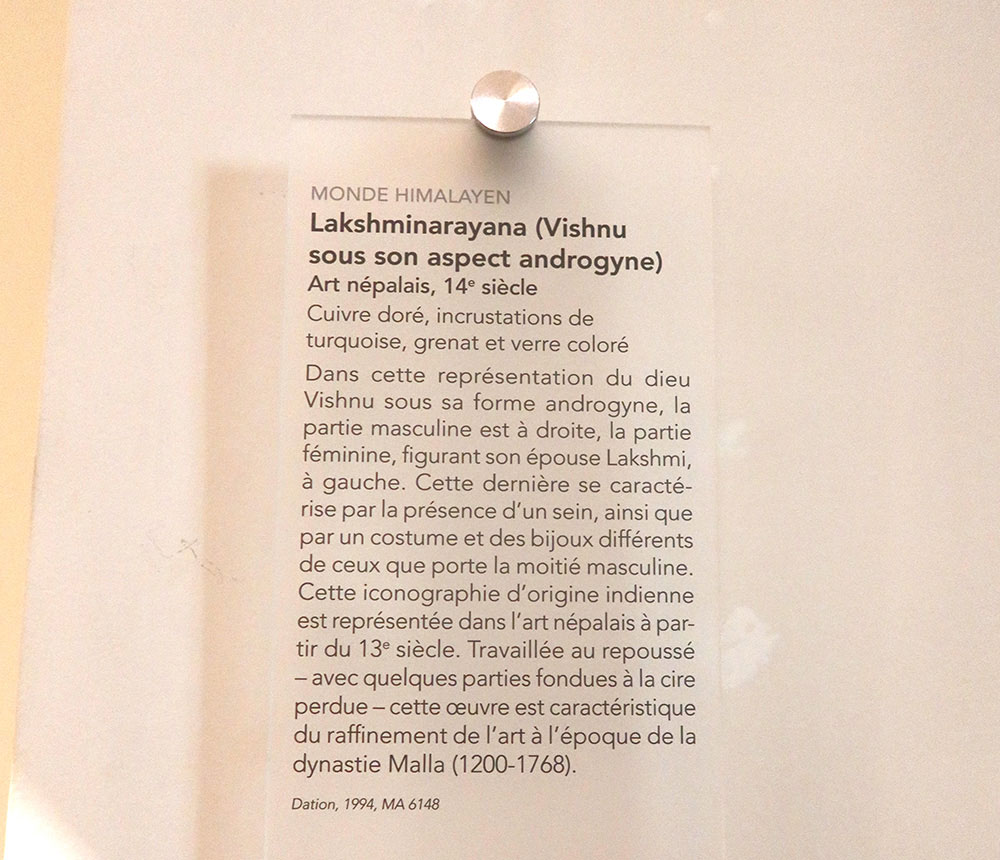 MONDE HIMALAYEN
Lakshminarayana (Vishnu
sous son aspect androgyne)
Art népalais, 14e siècle
Cuivre doré, incrustations de
turquoise, grenat et verre coloré
Dans cette représentation du dieu
Vishnu sous sa forme androgyne, la
partie masculine est à droite, la partie
féminine, figurant son épouse Lakshmi,
à gauche. Cette dernière se caracté-
rise par la présence d'un sein, ainsi que
par un costume et des bijoux différents
de ceux que porte la moitié masculine.
Cette iconographie d'origine indienne
est représentée dans l'art népalais à par-
tir du 13e siècle. Travaillée au repoussé
– avec quelques parties fondues à la cire
perdue – cette œuvre est caractéristique
du raffinement de l'art à l'époque de la
dynastie Malla (1200-1768).
Dation, 1994, MA 6148